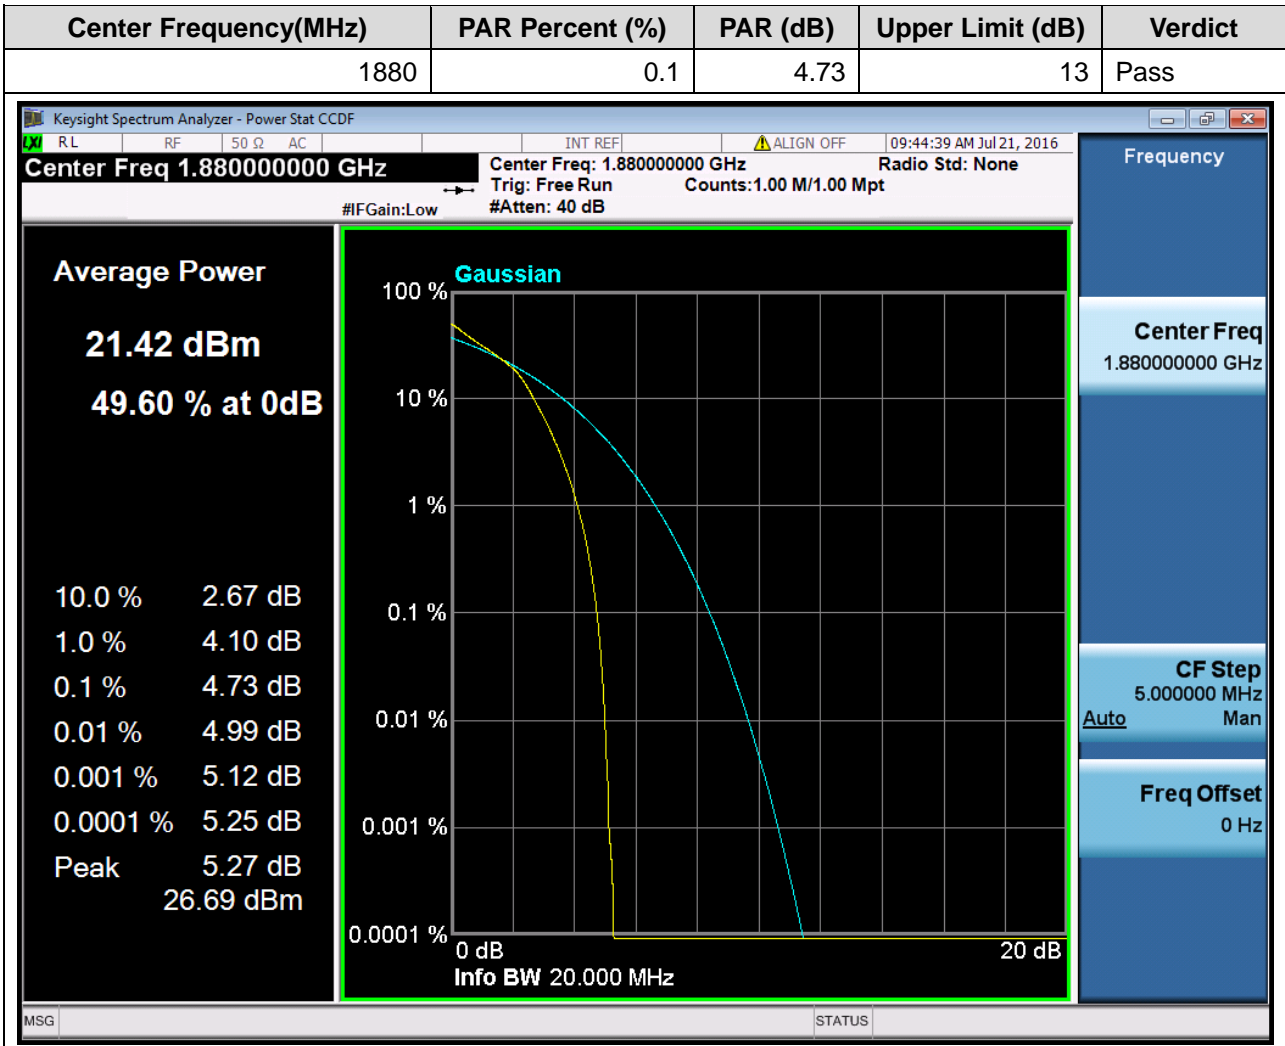 Center Frequency(MHz) PAR Percent (%) PAR (dB) Upper Limit (dB) Verdict
1880 0.1 4.73 13 Pass
Keysight Spectrum Analyzer - Power Stat CCDF
LXI RL RF 50 Ω AC INT REF ALIGN OFF 09:44:39 AM Jul 21, 2016
Center Freq 1.880000000 GHz
Center Freq: 1.880000000 GHz Radio Std: None
Trig: Free Run Counts:1.00 M/1.00 Mpt
#IFGain:Low #Atten: 40 dB
Frequency
Average Power
21.42 dBm
49.60 % at 0dB
10.0 % 2.67 dB
1.0 % 4.10 dB
0.1 % 4.73 dB
0.01 % 4.99 dB
0.001 % 5.12 dB
0.0001 % 5.25 dB
Peak 5.27 dB
26.69 dBm
Gaussian
100 %
10 %
1 %
0.1 %
0.01 %
0.001 %
0.0001 %
0 dB 20 dB
Info BW 20.000 MHz
Center Freq
1.880000000 GHz
CF Step
5.000000 MHz
Auto Man
Freq Offset
0 Hz
MSG STATUS